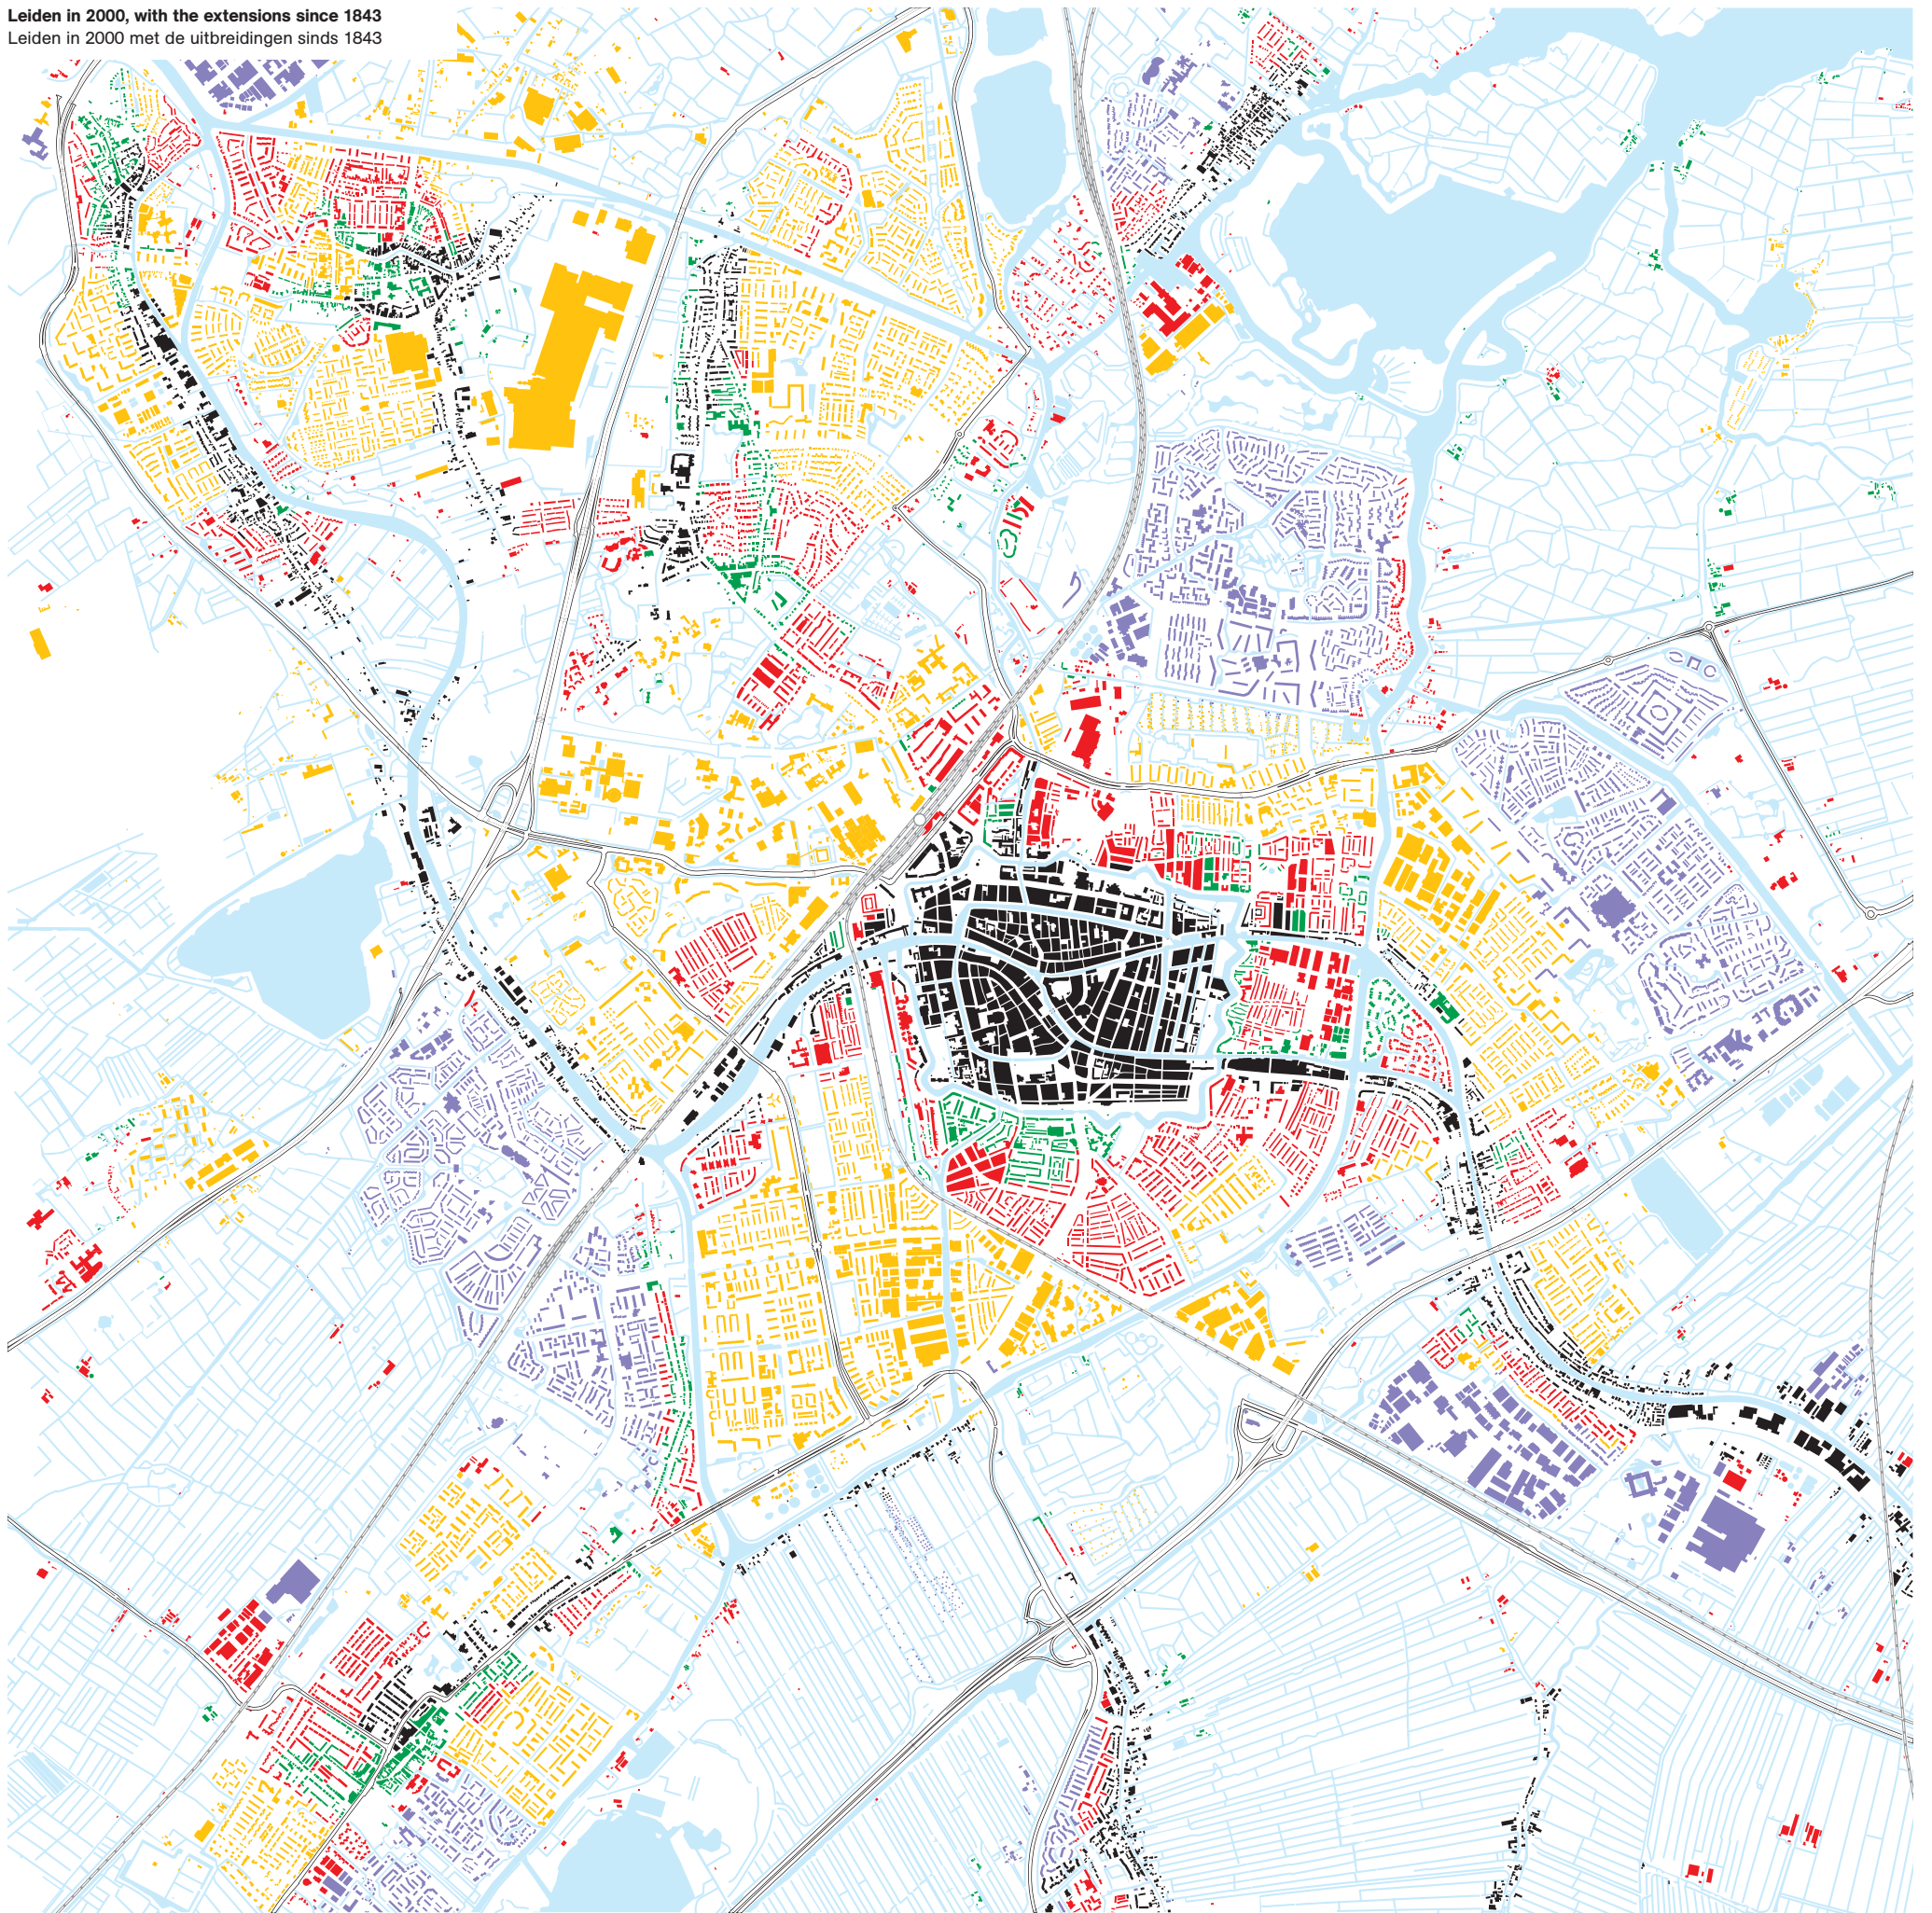 Leiden in 2000, with the extensions since 1843
Leiden in 2000 met de uitbreidingen sinds 1843